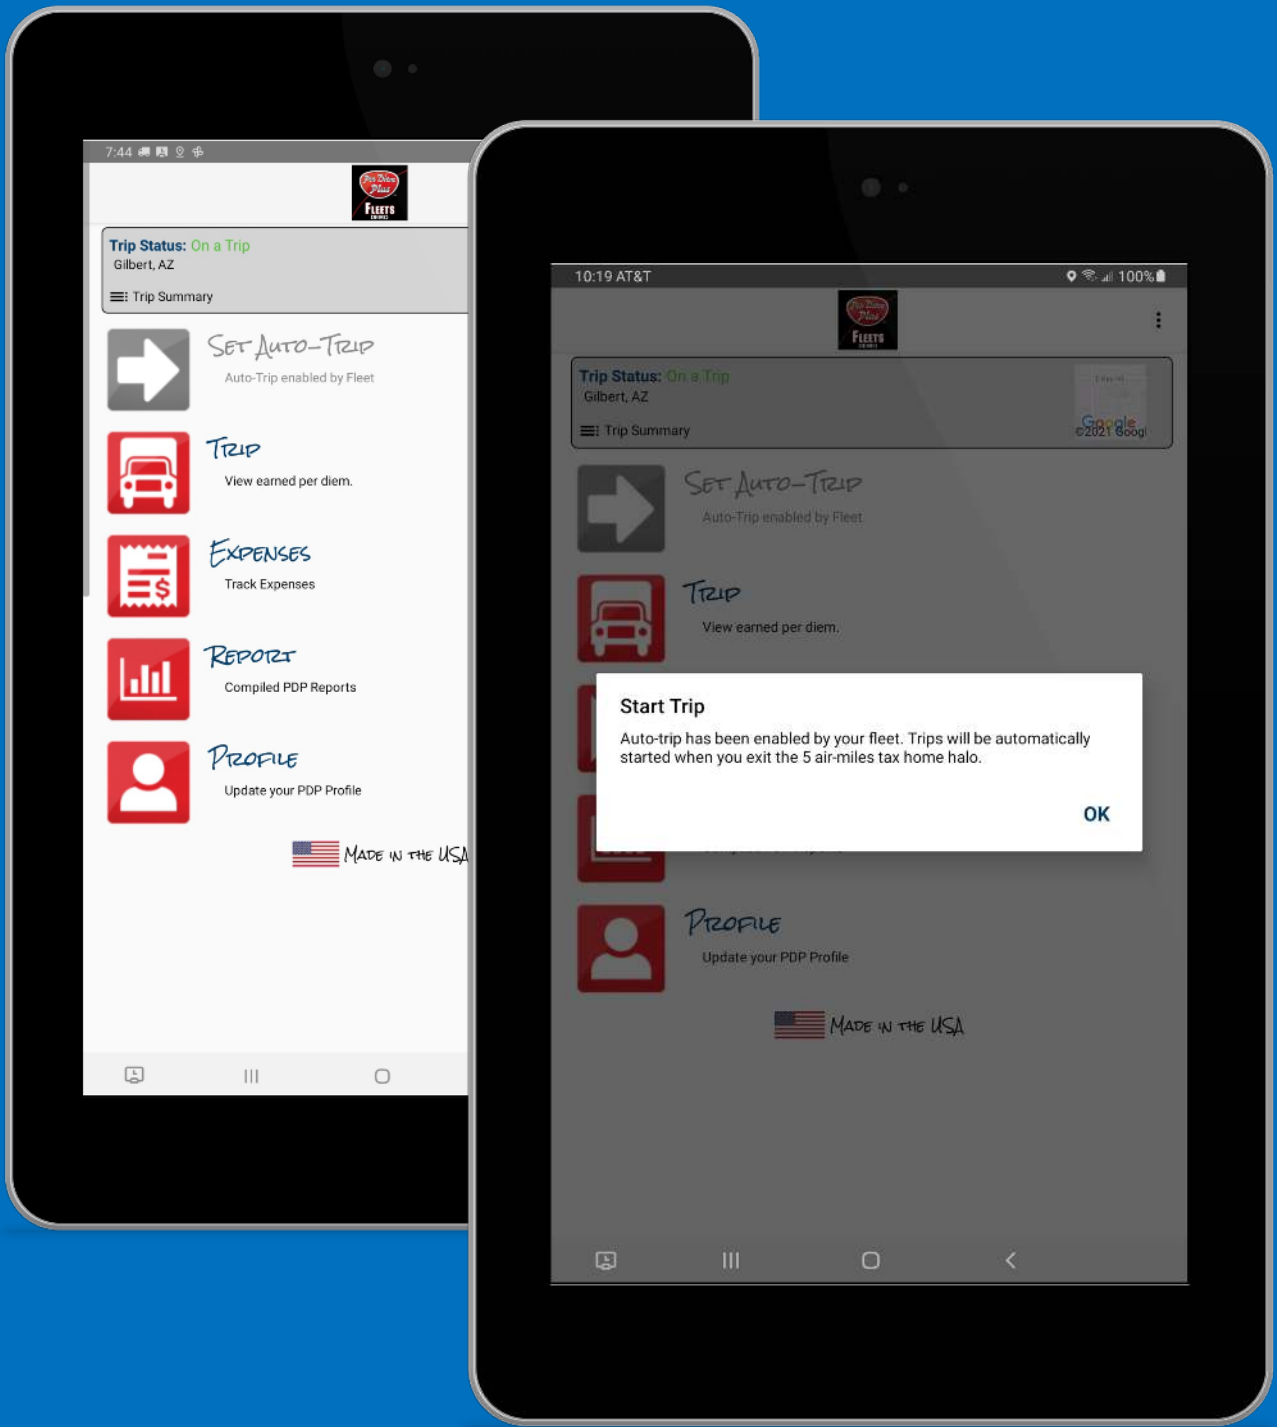 7:44
Per Diem
Plus
FLEETS
Trip Status: On a Trip
Gilbert, AZ
Trip Summary
SET AUTO-TRIP
Auto-Trip enabled by Fleet
TRIP
View earned per diem.
EXPENSES
Track Expenses
REPORT
Compiled PDP Reports
PROFILE
Update your PDP Profile
MADE IN THE USA
10:19 AT&T
100%
Per Diem
Plus
FLEETS
Trip Status: On a Trip
Gilbert, AZ
Trip Summary
Google
©2021 Googl
SET AUTO-TRIP
Auto-Trip enabled by Fleet
TRIP
View earned per diem.
Start Trip
Auto-trip has been enabled by your fleet. Trips will be automatically
started when you exit the 5 air-miles tax home halo.
OK
PROFILE
Update your PDP Profile
MADE IN THE USA